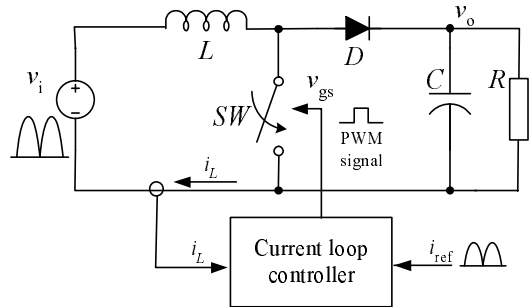 L
D
v_o
v_i
+
−
SW
v_gs
PWM
signal
C
R
i_L
i_L
Current loop
controller
i_ref